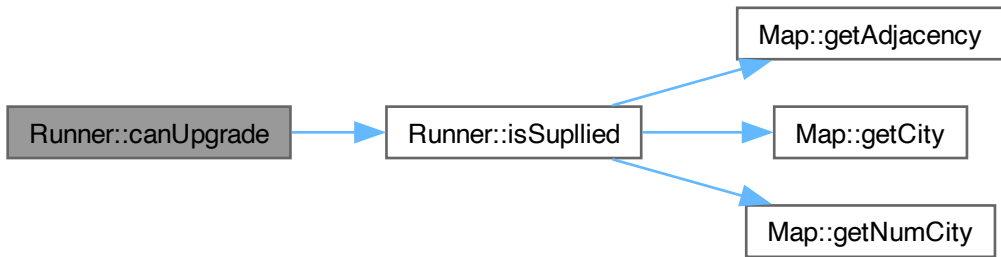 Runner::canUpgrade
Runner::isSupllied
Map::getAdjacency
Map::getCity
Map::getNumCity